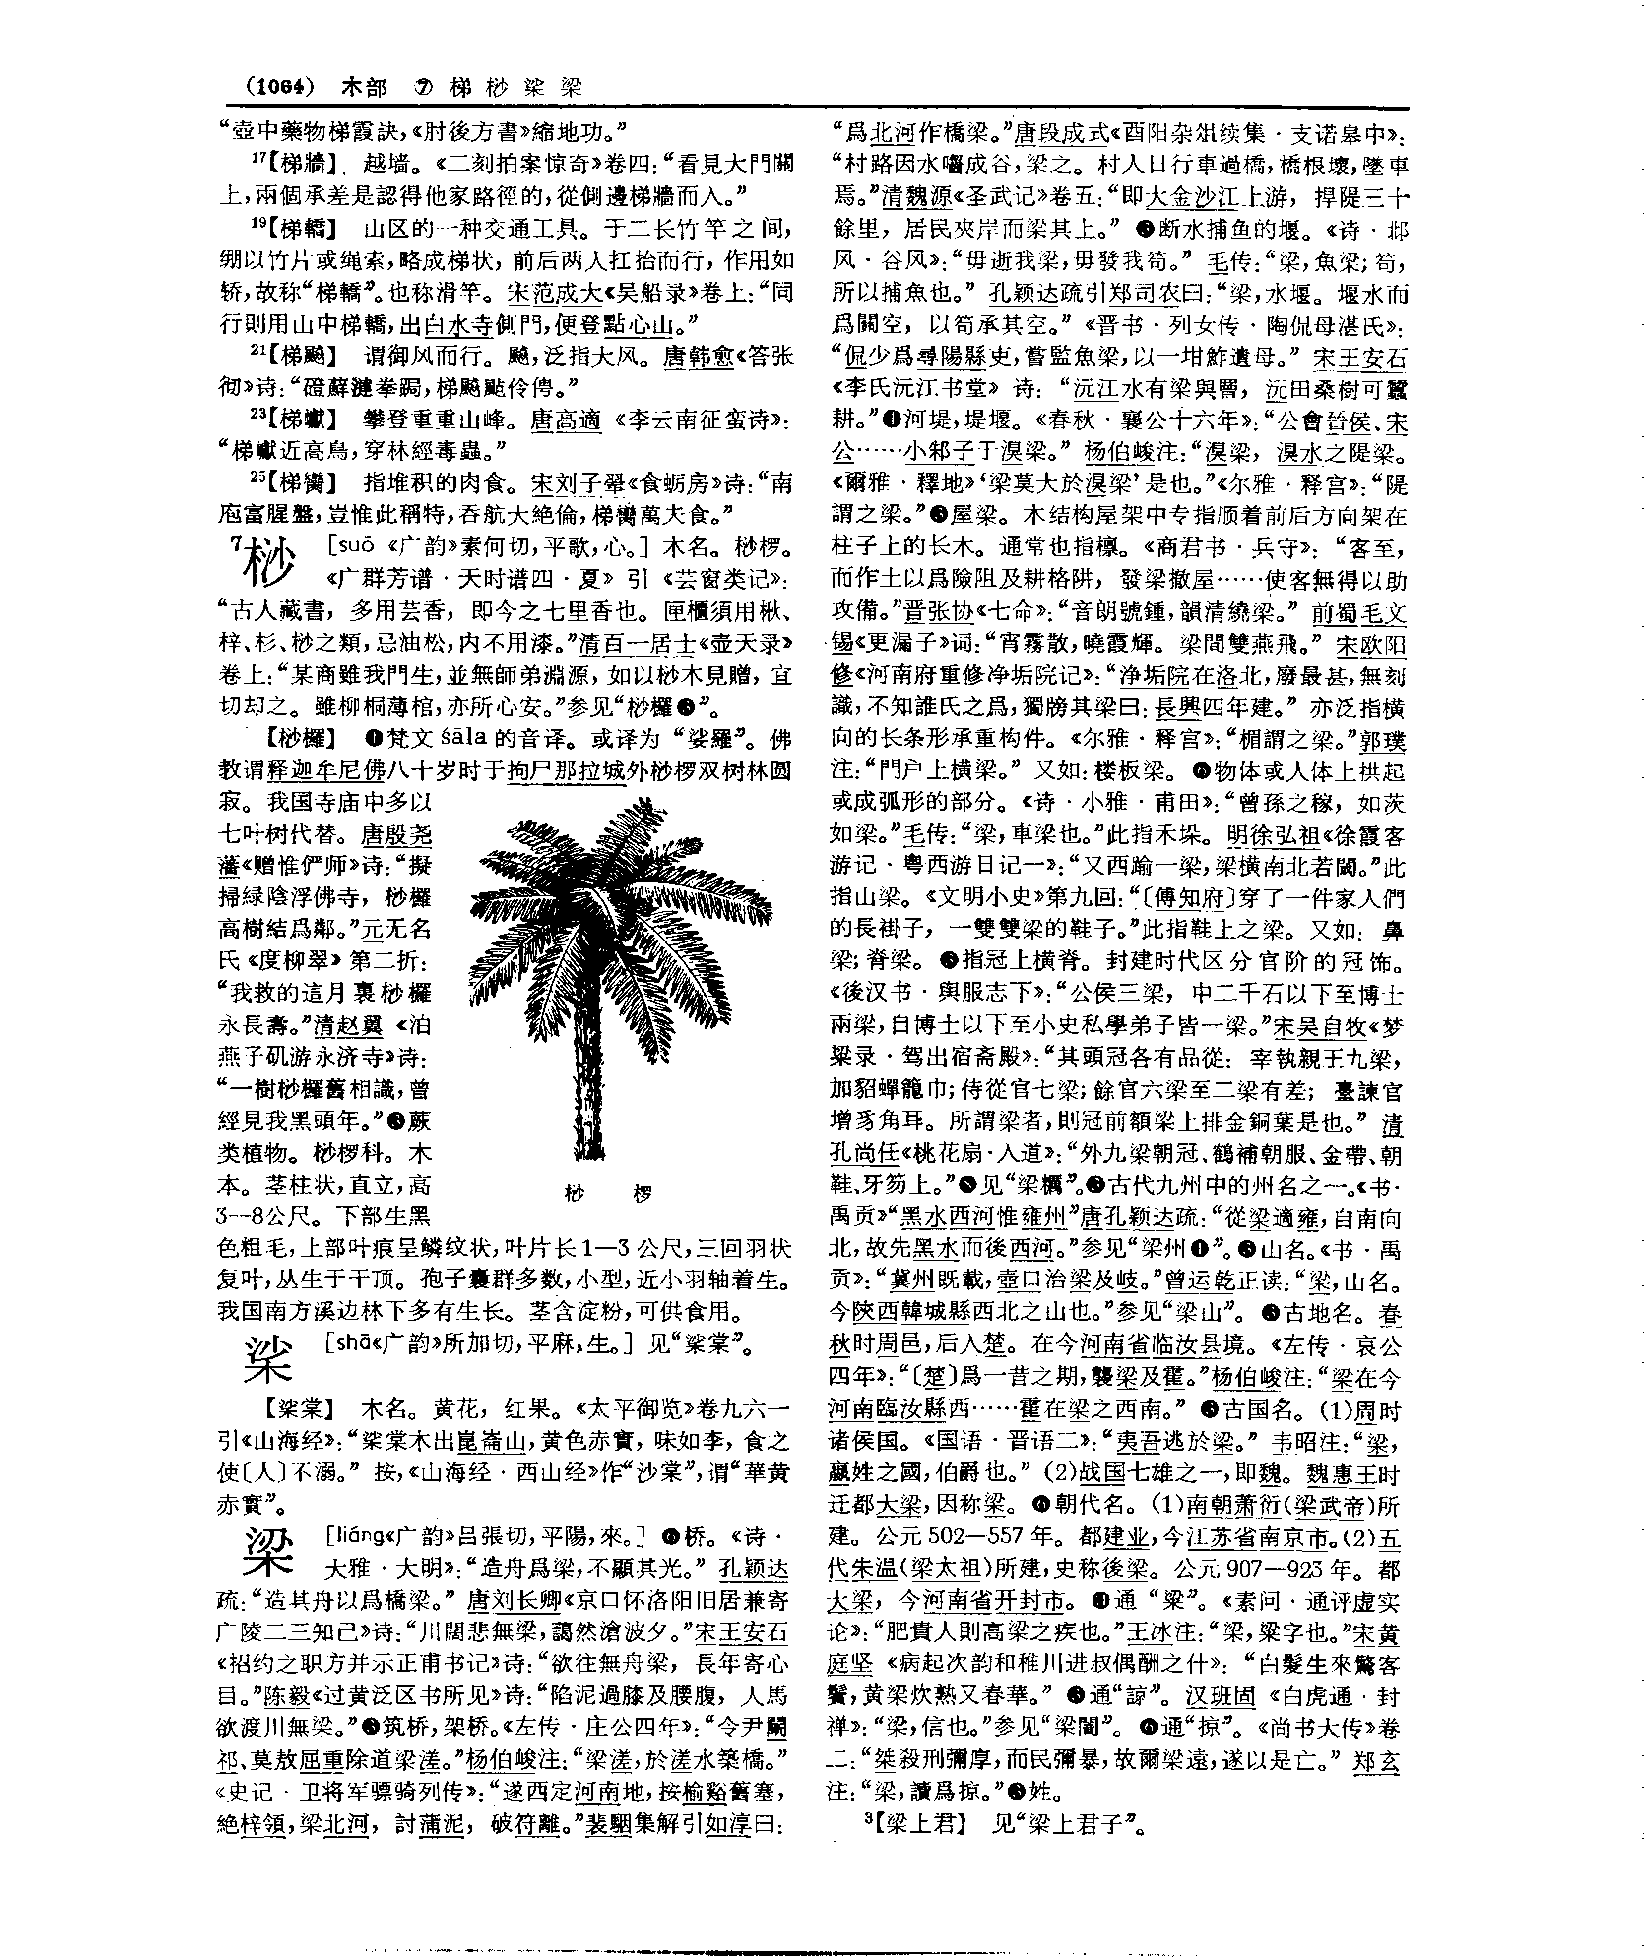 (1064) 木部 ⑦ 梯 桫 桬 梁
“壺中藥物梯霞訣，《肘後方書》縮地功。”
¹⁷【梯牆】 越墙。《二刻拍案惊奇》卷四：“看見大門關
上，兩個承差是認得他家路徑的，從側邊梯牆而入。”
¹⁹【梯轎】 山区的一种交通工具。于二长竹竿之间，
绷以竹片或绳索，略成梯状，前后两人扛抬而行，作用如
轿，故称“梯轎”。也称滑竿。宋范成大《吴船录》卷上：“同
行則用山中梯轎，出白水寺側門，便登點心山。”
²¹【梯飈】 谓御风而行。飈，泛指大风。唐韩愈《答张
彻》诗：“磴蘚澾拳跼，梯飈颭伶俜。”
²³【梯巘】 攀登重重山峰。唐高適《李云南征蛮诗》：
“梯巘近高鳥，穿林經毒蟲。”
²⁵【梯臠】 指堆积的肉食。宋刘子翚《食蛎房》诗：“南
庖富腥盤，豈惟此稱特，吞航大絶倫，梯臠萬夫食。”
⁷桫 [suō《广韵》素何切，平歌，心。] 木名。桫椤。
《广群芳谱·天时谱四·夏》引《芸窗类记》：
“古人藏書，多用芸香，即今之七里香也。匣櫃須用楸、
梓、杉、桫之類，忌油松，内不用漆。”清百一居士《壶天录》
卷上：“某商雖我門生，並無師弟淵源，如以桫木見贈，宜
切却之。雖柳桐薄棺，亦所心安。”参见“桫欏❷”。
【桫欏】 ❶梵文 śāla 的音译。或译为“娑羅”。佛
教谓释迦牟尼佛八十岁时于拘尸那拉城外桫椤双树林圆
寂。我国寺庙中多以
七叶树代替。唐殷尧
藩《赠惟俨师》诗：“擬
掃緑陰浮佛寺，桫欏
高樹結爲鄰。”元无名
氏《度柳翠》第二折：
“我救的這月裏桫欏
永長壽。”清赵翼《泊
燕子矶游永济寺》诗：
“一樹桫欏舊相識，曾
經見我黑頭年。”❷蕨
类植物。桫椤科。木
本。茎柱状，直立，高
3—8公尺。下部生黑
桫 椤
色粗毛，上部叶痕呈鳞纹状，叶片长1—3公尺，三回羽状
复叶，丛生于干顶。孢子囊群多数，小型，近小羽轴着生。
我国南方溪边林下多有生长。茎含淀粉，可供食用。
桬 [shā《广韵》所加切，平麻，生。] 见“桬棠”。
【桬棠】 木名。黄花，红果。《太平御览》卷九六一
引《山海经》：“桬棠木出崑崙山，黄色赤實，味如李，食之
使〔人〕不溺。”按，《山海经·西山经》作“沙棠”，谓“華黄
赤實”。
梁 [liáng《广韵》吕張切，平陽，來。] ❶桥。《诗·
大雅·大明》：“造舟爲梁，不顯其光。”孔颖达
疏：“造其舟以爲橋梁。”唐刘长卿《京口怀洛阳旧居兼寄
广陵二三知己》诗：“川闊悲無梁，藹然滄波夕。”宋王安石
《招约之职方并示正甫书记》诗：“欲往無舟梁，長年寄心
目。”陈毅《过黄泛区书所见》诗：“陷泥過膝及腰腹，人馬
欲渡川無梁。”❷筑桥，架桥。《左传·庄公四年》：“令尹鬬
祁、莫敖屈重除道梁溠。”杨伯峻注：“梁溠，於溠水築橋。”
《史记·卫将军骠骑列传》：“遂西定河南地，按榆谿舊塞，
絶梓領，梁北河，討蒲泥，破符離。”裴駰集解引如淳曰：
“爲北河作橋梁。”唐段成式《酉阳杂俎续集·支诺皋中》：
“村路因水嚙成谷，梁之。村人日行車過橋，橋根壞，墜車
焉。”清魏源《圣武记》卷五：“即大金沙江上游，捍隄三十
餘里，居民夾岸而梁其上。”❸断水捕鱼的堰。《诗·邶
风·谷风》：“毋逝我梁，毋發我笱。”毛传：“梁，魚梁；笱，
所以捕魚也。”孔颖达疏引郑司农曰：“梁，水堰。堰水而
爲關空，以笱承其空。”《晋书·列女传·陶侃母湛氏》：
“侃少爲尋陽縣吏，嘗監魚梁，以一坩鮓遺母。”宋王安石
《李氏沅江书堂》诗：“沅江水有梁與罾，沅田桑樹可蠶
耕。”❹河堤，堤堰。《春秋·襄公十六年》：“公會晉侯、宋
公……小邾子于溴梁。”杨伯峻注：“溴梁，溴水之隄梁。
《爾雅·釋地》‘梁莫大於溴梁’是也。”《尔雅·释宫》：“隄
謂之梁。”❺屋梁。木结构屋架中专指顺着前后方向架在
柱子上的长木。通常也指檩。《商君书·兵守》：“客至，
而作土以爲險阻及耕格阱，發梁撤屋……使客無得以助
攻備。”晋张协《七命》：“音朗號鍾，韻清繞梁。”前蜀毛文
锡《更漏子》词：“宵霧散，曉霞輝。梁間雙燕飛。”宋欧阳
修《河南府重修净垢院记》：“净垢院在洛北，廢最甚，無刻
識，不知誰氏之爲，獨牓其梁曰：長興四年建。”亦泛指横
向的长条形承重构件。《尔雅·释宫》：“楣謂之梁。”郭璞
注：“門户上横梁。”又如：楼板梁。❻物体或人体上拱起
或成弧形的部分。《诗·小雅·甫田》：“曾孫之稼，如茨
如梁。”毛传：“梁，車梁也。”此指禾垛。明徐弘祖《徐霞客
游记·粤西游日记一》：“又西踰一梁，梁横南北若閾。”此
指山梁。《文明小史》第九回：“〔傅知府〕穿了一件家人們
的長褂子，一雙雙梁的鞋子。”此指鞋上之梁。又如：鼻
梁；脊梁。❼指冠上横脊。封建时代区分官阶的冠饰。
《後汉书·舆服志下》：“公侯三梁，中二千石以下至博士
兩梁，自博士以下至小史私學弟子皆一梁。”宋吴自牧《梦
粱录·驾出宿斋殿》：“其頭冠各有品從：宰執親王九梁，
加貂蟬籠巾；侍從官七梁；餘官六梁至二梁有差；臺諫官
增豸角耳。所謂梁者，則冠前額梁上排金銅葉是也。”清
孔尚任《桃花扇·入道》：“外九梁朝冠、鶴補朝服、金帶、朝
鞋、牙笏上。”❽见“梁欐”。❾古代九州中的州名之一。《书·
禹贡》“黑水西河惟雍州”唐孔颖达疏：“從梁適雍，自南向
北，故先黑水而後西河。”参见“梁州❶”。❿山名。《书·禹
贡》：“冀州既載，壺口治梁及岐。”曾运乾正读：“梁，山名。
今陝西韓城縣西北之山也。”参见“梁山”。⓫古地名。春
秋时周邑，后入楚。在今河南省临汝县境。《左传·哀公
四年》：“〔楚〕爲一昔之期，襲梁及霍。”杨伯峻注：“梁在今
河南臨汝縣西……霍在梁之西南。”⓬古国名。(1)周时
诸侯国。《国语·晋语二》：“夷吾逃於梁。”韦昭注：“梁，
嬴姓之國，伯爵也。”(2)战国七雄之一，即魏。魏惠王时
迁都大梁，因称梁。⓭朝代名。(1)南朝萧衍(梁武帝)所
建。公元502—557年。都建业，今江苏省南京市。(2)五
代朱温(梁太祖)所建，史称後梁。公元907—923年。都
大梁，今河南省开封市。⓮通“粱”。《素问·通评虚实
论》：“肥貴人則高梁之疾也。”王冰注：“梁，粱字也。”宋黄
庭坚《病起次韵和稚川进叔偶酬之什》：“白髮生來驚客
鬢，黄梁炊熟又春華。”⓯通“諒”。汉班固《白虎通·封
禅》：“梁，信也。”参见“梁闇”。⓰通“掠”。《尚书大传》卷
二：“桀殺刑彌厚，而民彌暴，故爾梁遠，遂以是亡。”郑玄
注：“梁，讀爲掠。”⓱姓。
³【梁上君】 见“梁上君子”。